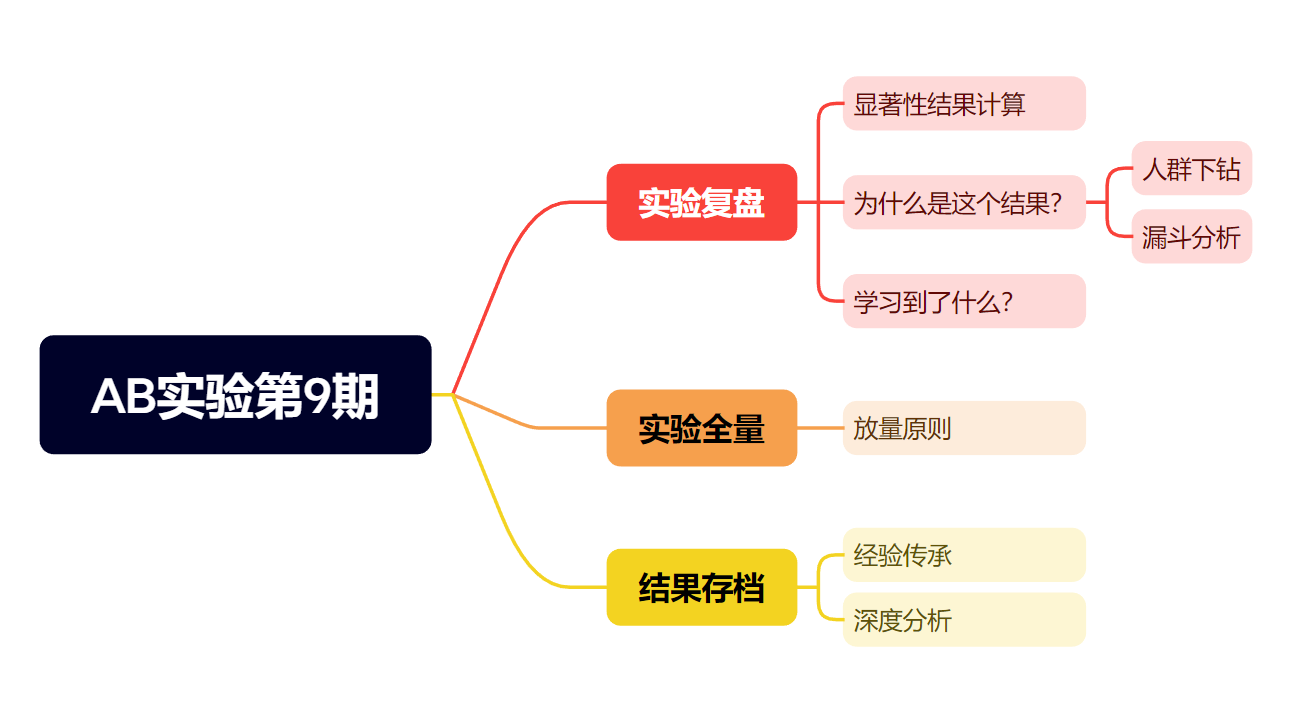 AB实验第9期
实验复盘
显著性结果计算
为什么是这个结果？
人群下钻
漏斗分析
学习到了什么？
实验全量
放量原则
结果存档
经验传承
深度分析